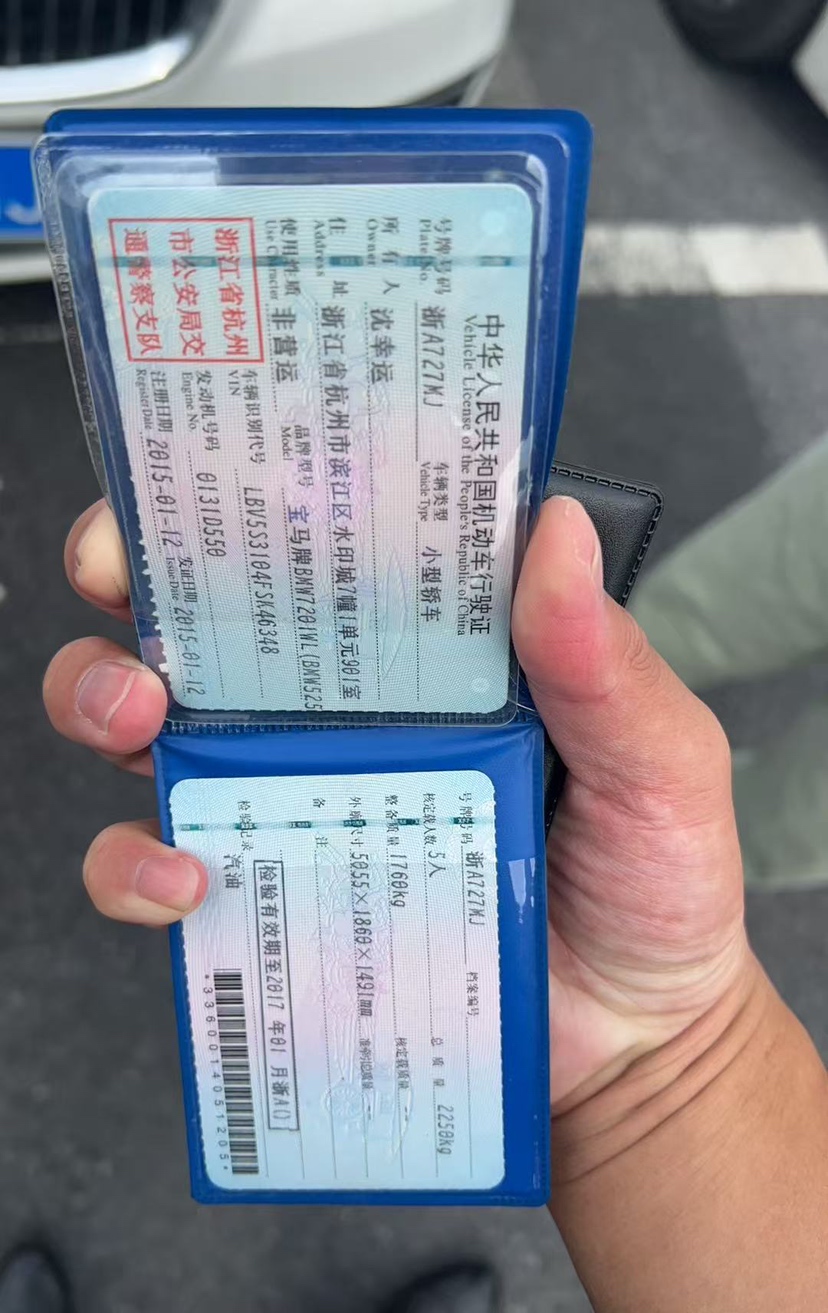 中华人民共和国机动车行驶证
Vehicle License of the People's Republic of China
号牌号码 浙A727MJ 车辆类型 小型轿车
Plate No. Vehicle Type
所有人 沈幸运
Owner
住址 浙江省杭州市滨江区水印城7幢1单元901室
Address
使用性质 非营运 品牌型号 宝马牌BMW7201WL(BMW525
Use Character Model
浙江省杭州
市公安局交
通警察支队
车辆识别代号 LBV5S3104FSK46348
VIN
发动机号码 0131D550
Engine No.
注册日期 2015-01-12 发证日期 2015-01-12
Register Date Issue Date
号牌号码 浙A727MJ 档案编号
核定载人数 5人 总质量 2250kg
整备质量 1760kg 核定载质量 --
外廓尺寸 5055×1860×1491mm 准牵引总质量 --
备注
检验有效期至2017年01月浙A()
检验记录 汽油
*3360014051205*